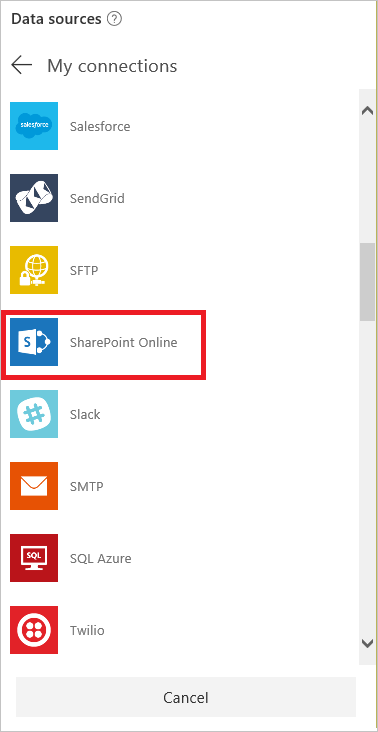 Data sources ?
My connections
salesforce
Salesforce
SendGrid
SFTP
S
SharePoint Online
Slack
SMTP
SQL
SQL Azure
Twilio
Cancel